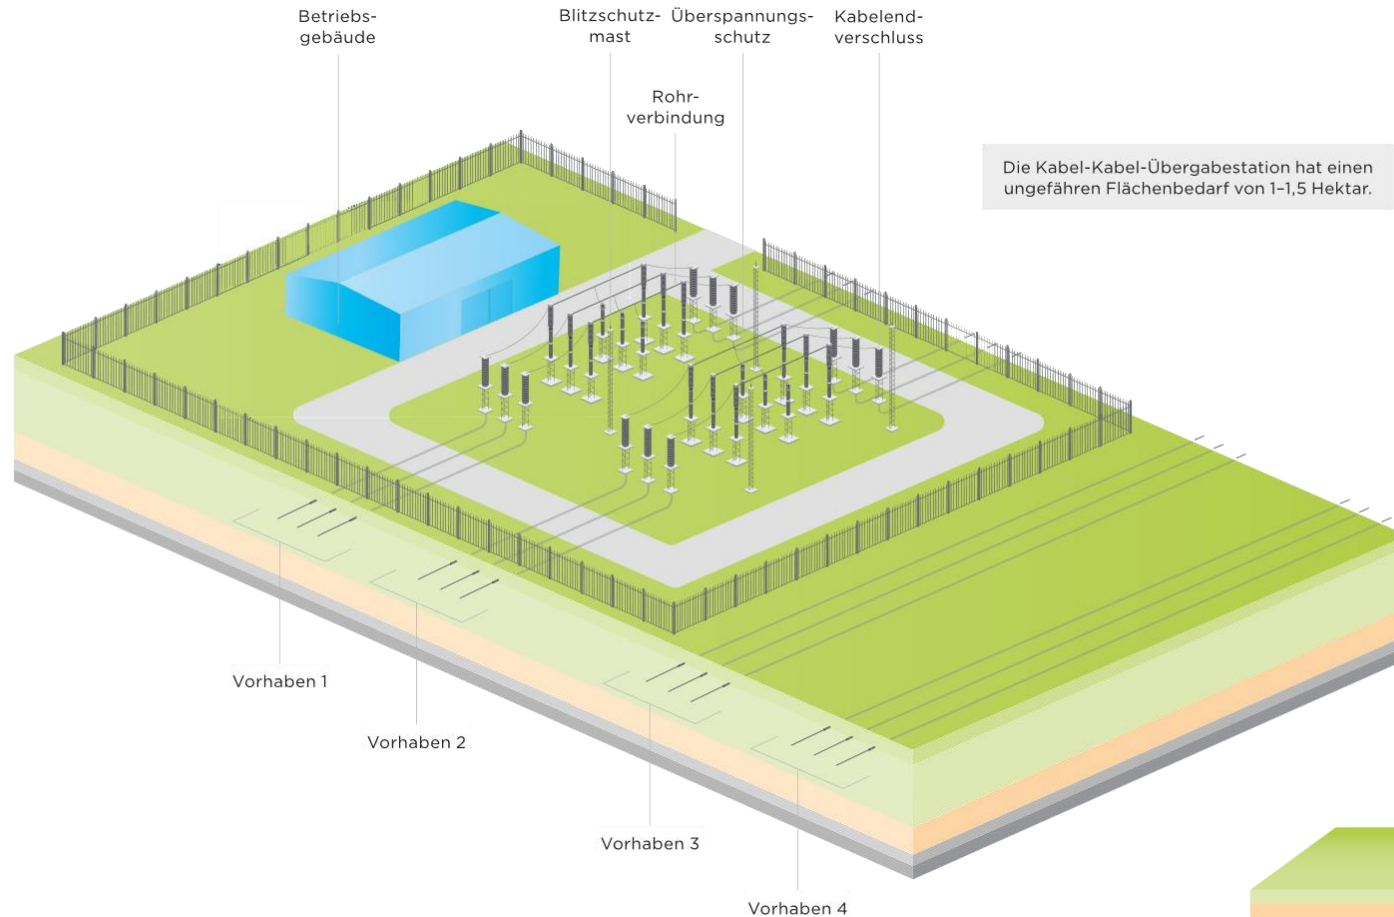 Betriebs-
gebäude
Blitzschutz-
mast
Überspannungs-
schutz
Kabelend-
verschluss
Rohr-
verbindung
Die Kabel-Kabel-Übergabestation hat einen
ungefähren Flächenbedarf von 1–1,5 Hektar.
Vorhaben 1
Vorhaben 2
Vorhaben 3
Vorhaben 4